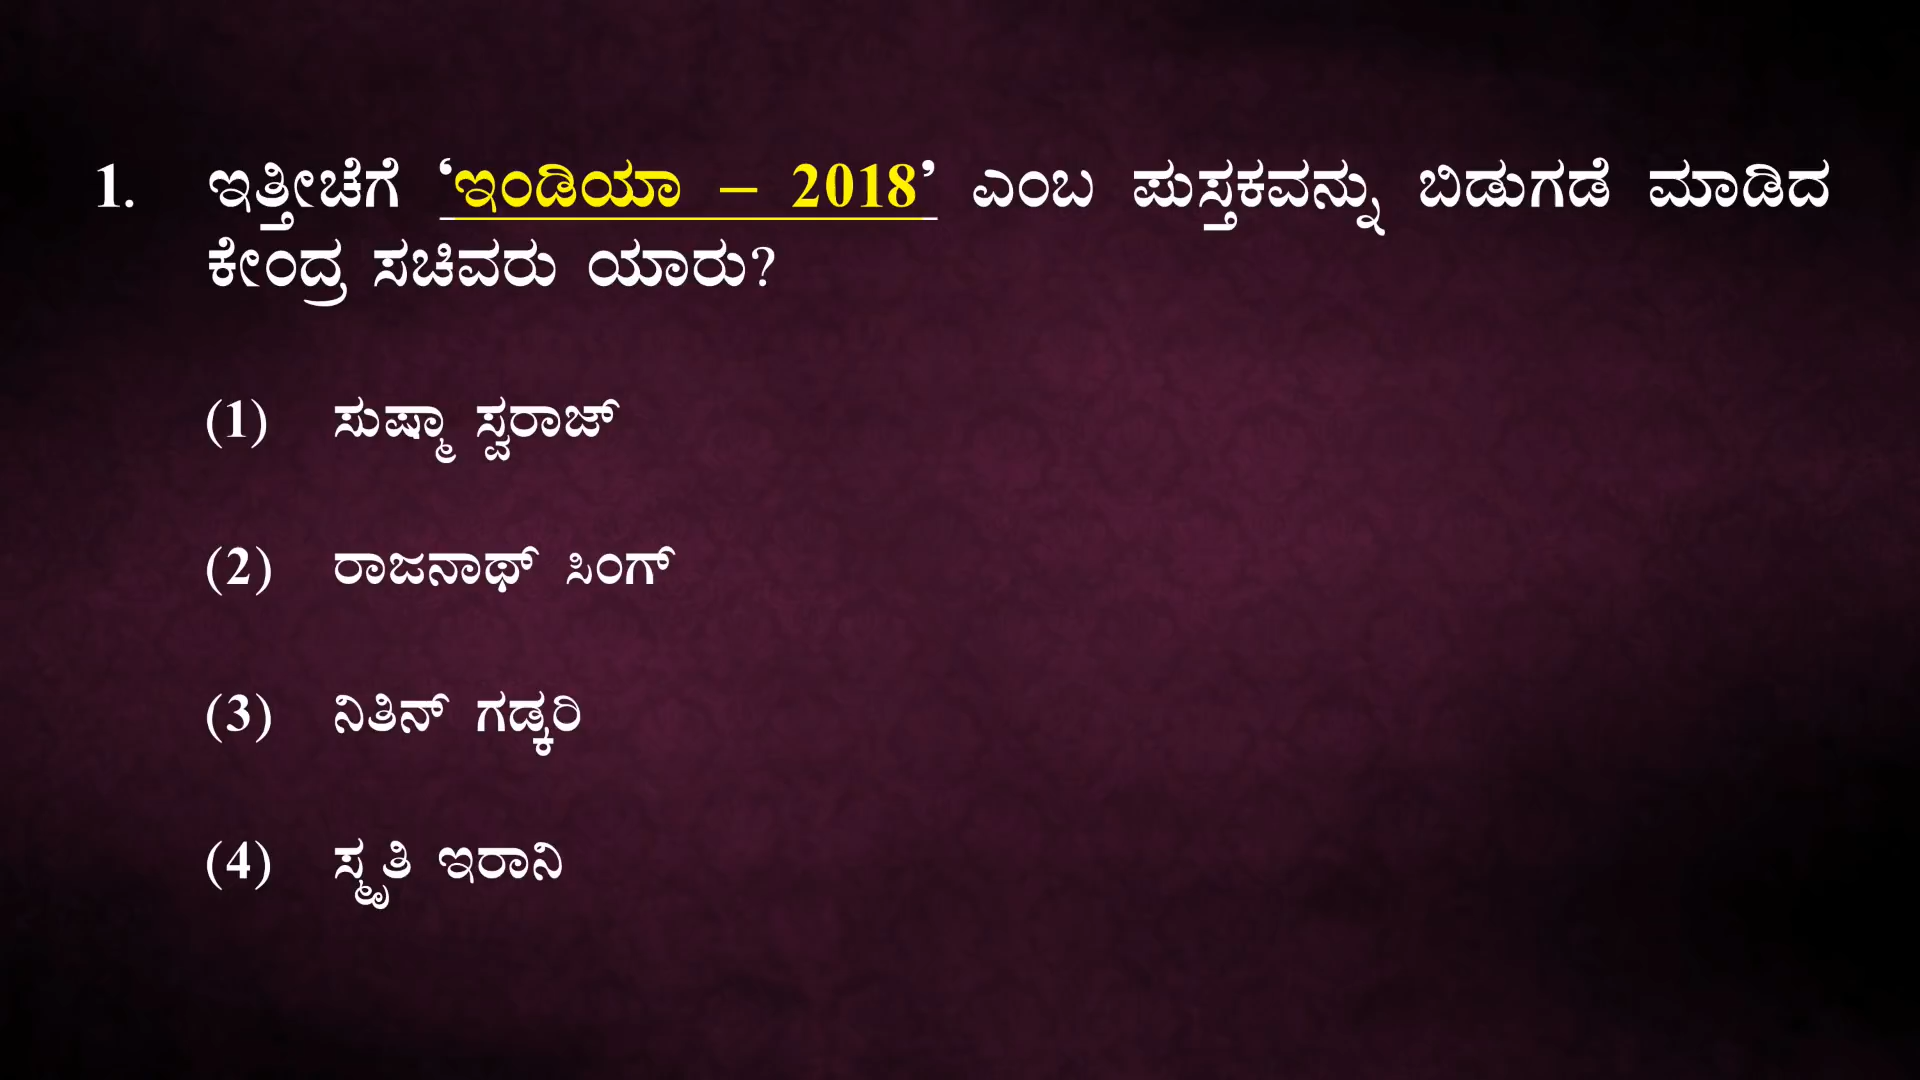 1. ಇತ್ತೀಚೆಗೆ ‘ಇಂಡಿಯಾ – 2018’ ಎಂಬ ಪುಸ್ತಕವನ್ನು ಬಿಡುಗಡೆ ಮಾಡಿದ
ಕೇಂದ್ರ ಸಚಿವರು ಯಾರು?
(1) ಸುಷ್ಮಾ ಸ್ವರಾಜ್
(2) ರಾಜನಾಥ್ ಸಿಂಗ್
(3) ನಿತಿನ್ ಗಡ್ಕರಿ
(4) ಸ್ಮೃತಿ ಇರಾನಿ